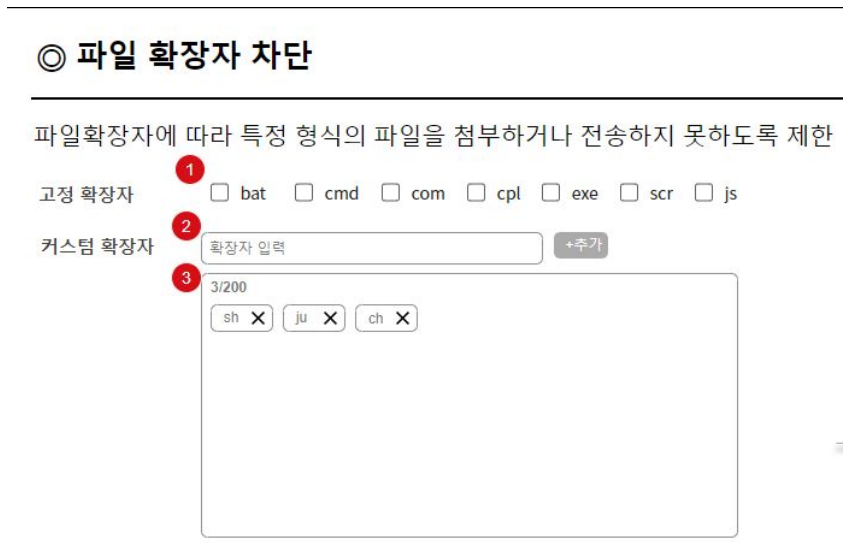 ◎ 파일 확장자 차단
파일확장자에 따라 특정 형식의 파일을 첨부하거나 전송하지 못하도록 제한
1
고정 확장자 bat cmd com cpl exe scr js
2
커스텀 확장자 확장자 입력 +추가
3
3/200
sh X ju X ch X